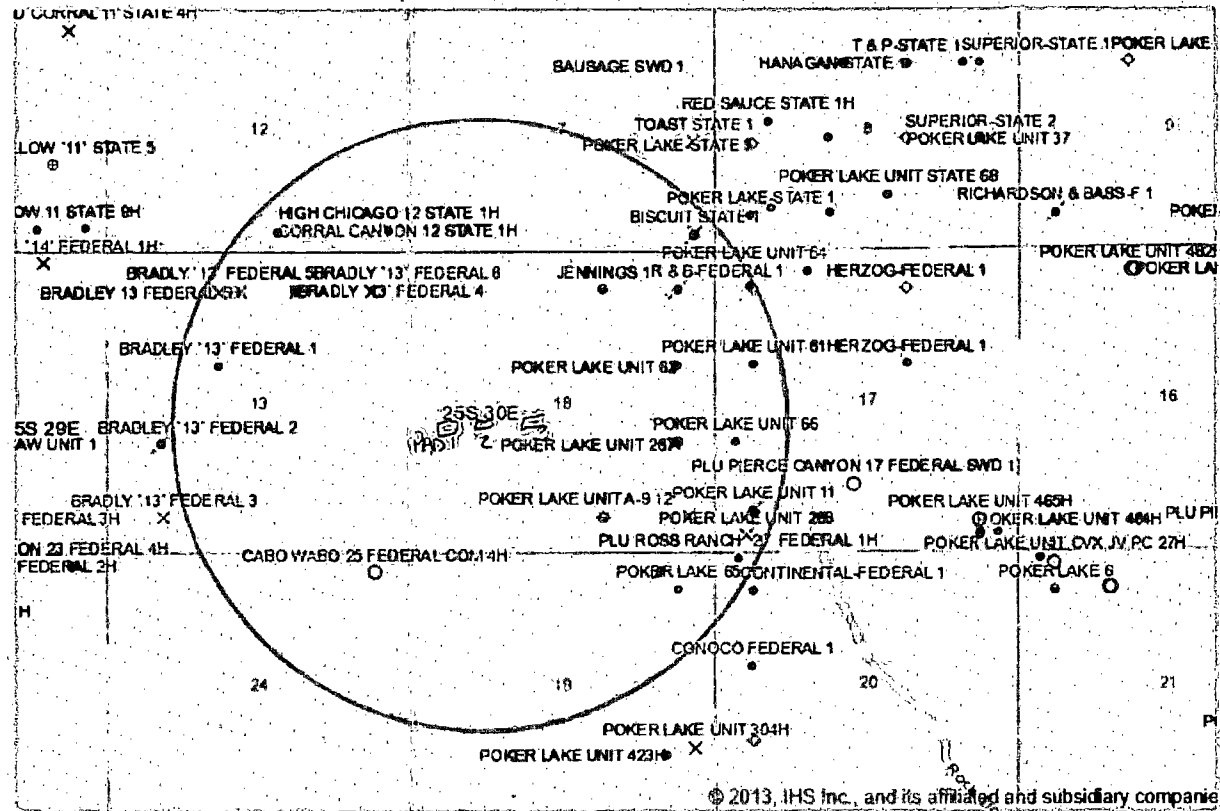 D'CORRAL 11 STATE 4H
T & P-STATE 1 SUPERIOR-STATE 1 POKER LAKE
BAUSAGE SWD 1
HANAGAN STATE
RED SAUCE STATE 1H
12
7
TOAST STATE 1
8
SUPERIOR-STATE 2
9
LLOW "11" STATE 5
POKER LAKE-STATE
POKER LAKE UNIT 37
POKER LAKE UNIT STATE 68
POKER LAKE-STATE 1
RICHARDSON & BASS-F 1
OW 11 STATE 9H
HIGH CHICAGO 12 STATE 1H
BISCUIT STATE 1
POKE
CORRAL CANYON 12 STATE 1H
"14" FEDERAL 1H
POKER LAKE UNIT 64
POKER LAKE UNIT 482
BRADLY "13" FEDERAL 5 BRADLY "13" FEDERAL 6
JENNINGS 1 R & B-FEDERAL 1
HERZOG-FEDERAL 1
POKER LA
BRADLEY 13 FEDERAL
BRADLY 13 FEDERAL 4
BRADLEY "13" FEDERAL 1
POKER LAKE UNIT 61 HERZOG-FEDERAL 1
POKER LAKE UNIT 62
13
18
17
16
25S 30E
5S 29E
BRADLEY "13" FEDERAL 2
POKER LAKE UNIT 66
AW UNIT 1
2
POKER LAKE UNIT 267
PLU PIERCE CANYON 17 FEDERAL SWD 1
BRADLY "13" FEDERAL 3
POKER LAKE UNIT A-9 12
POKER LAKE UNIT 11
POKER LAKE UNIT 465H
FEDERAL 3H
POKER LAKE UNIT 268
POKER LAKE UNIT 464H
PLU PI
PLU ROSS RANCH FEDERAL 1H
ON 23 FEDERAL 4H
CABO WABO 25 FEDERAL COM 4H
POKER LAKE UNIT CVX JV PC 27H
FEDERAL 2H
POKER LAKE 65 CONTINENTAL-FEDERAL 1
POKER LAKE 6
H
CONOCO FEDERAL 1
24
19
20
21
POKER LAKE UNIT 304H
POKER LAKE UNIT 423H
© 2013, IHS Inc., and its affiliated and subsidiary companie